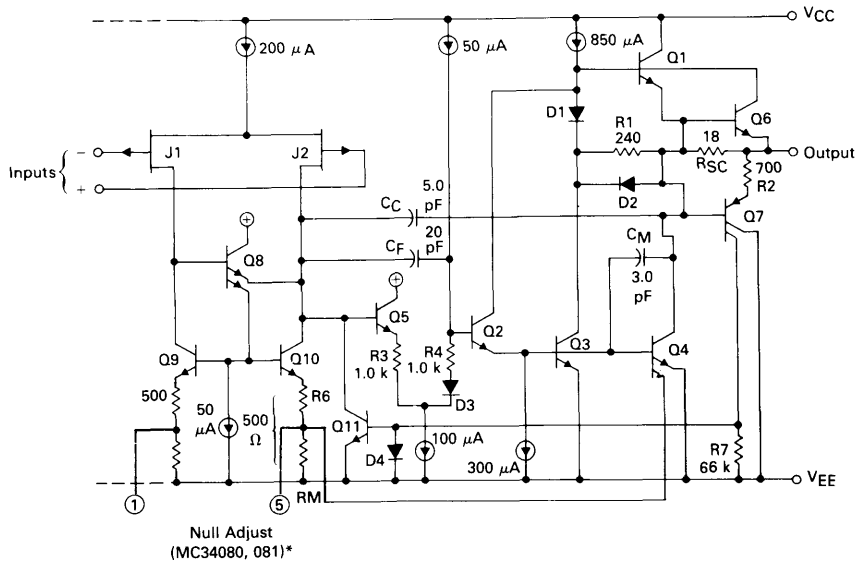 VCC
200 μA
50 μA
850 μA
Q1
D1
Q6
R1
240
18
RSC
Output
Inputs
−
+
J1
J2
D2
700
R2
CC
5.0
pF
CF
20
pF
Q7
CM
3.0
pF
Q8
Q5
R3
1.0 k
R4
1.0 k
Q2
Q3
Q4
Q9
Q10
500
50
μA
500
Ω
R6
Q11
D3
D4
100 μA
300 μA
R7
66 k
RM
VEE
1
5
Null Adjust
(MC34080, 081)*